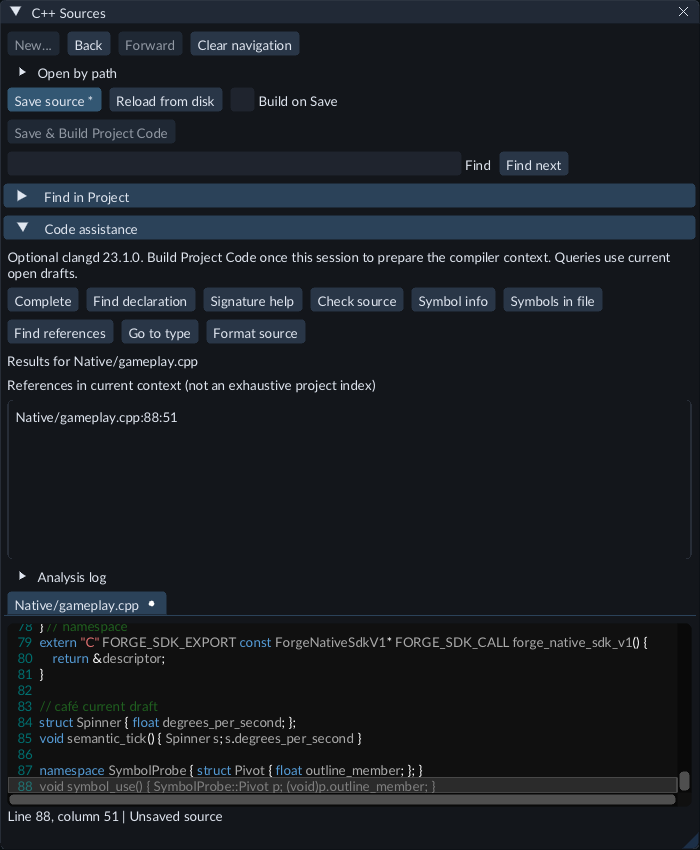 C++ Sources
New... Back Forward Clear navigation
Open by path
Save source * Reload from disk Build on Save
Save & Build Project Code
Find Find next
Find in Project
Code assistance
Optional clangd 23.1.0. Build Project Code once this session to prepare the compiler context. Queries use current
open drafts.
Complete Find declaration Signature help Check source Symbol info Symbols in file
Find references Go to type Format source
Results for Native/gameplay.cpp
References in current context (not an exhaustive project index)
Native/gameplay.cpp:88:51
Analysis log
Native/gameplay.cpp
78 } // namespace
79 extern "C" FORGE_SDK_EXPORT const ForgeNativeSdkV1* FORGE_SDK_CALL forge_native_sdk_v1() {
80 return &descriptor;
81 }
82
83 // café current draft
84 struct Spinner { float degrees_per_second; };
85 void semantic_tick() { Spinner s; s.degrees_per_second }
86
87 namespace SymbolProbe { struct Pivot { float outline_member; }; }
88 void symbol_use() { SymbolProbe::Pivot p; (void)p.outline_member; }
Line 88, column 51 | Unsaved source